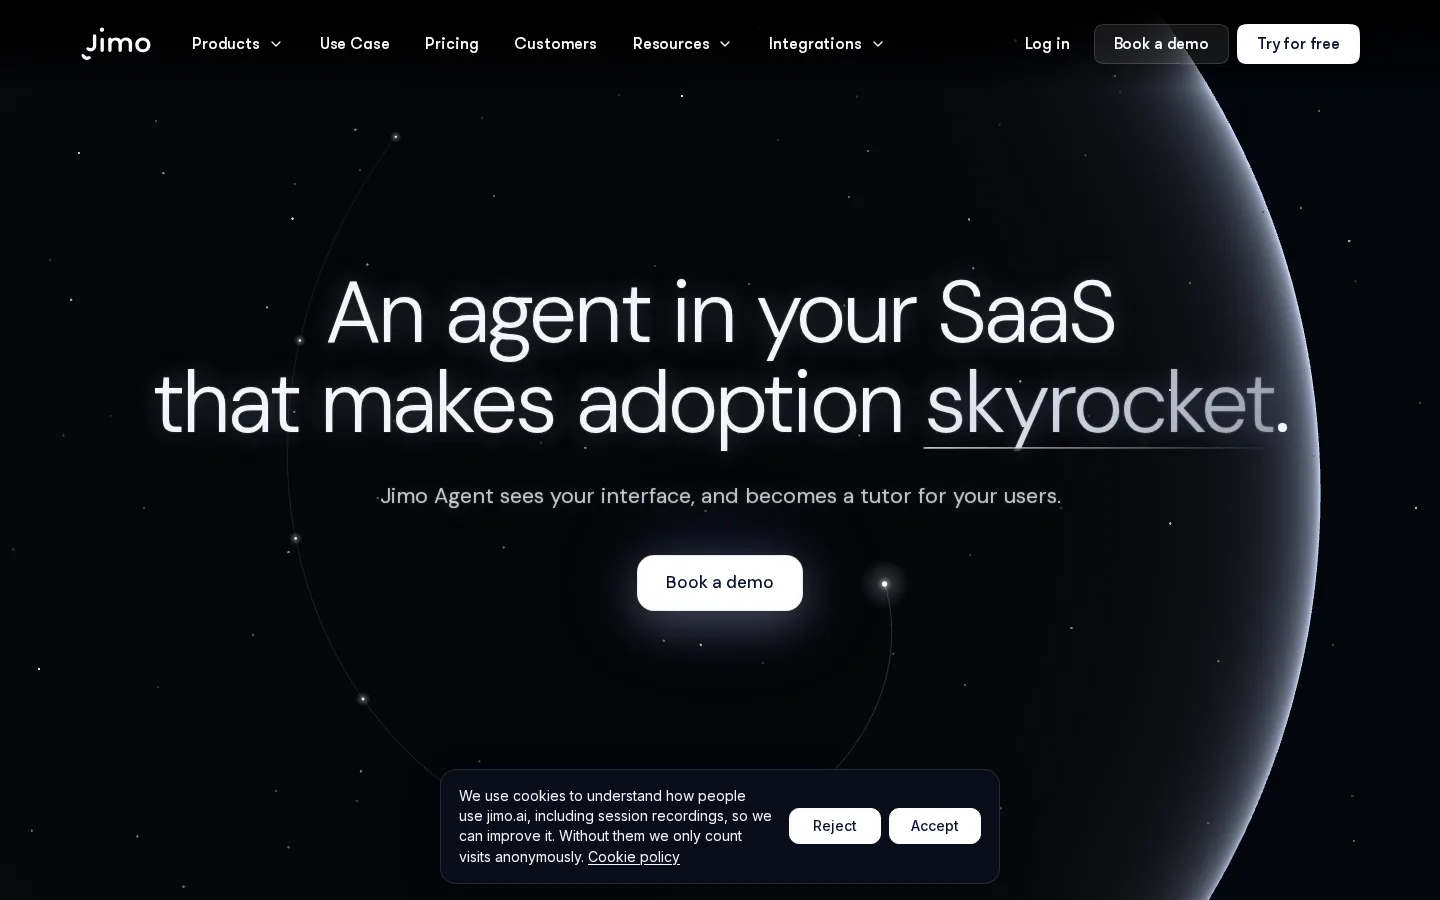 Jimo
Products
Use Case
Pricing
Customers
Resources
Integrations
Log in
Book a demo
Try for free
An agent in your SaaS
that makes adoption skyrocket.
Jimo Agent sees your interface, and becomes a tutor for your users.
Book a demo
We use cookies to understand how people
use jimo.ai, including session recordings, so we
can improve it. Without them we only count
visits anonymously. Cookie policy
Reject
Accept